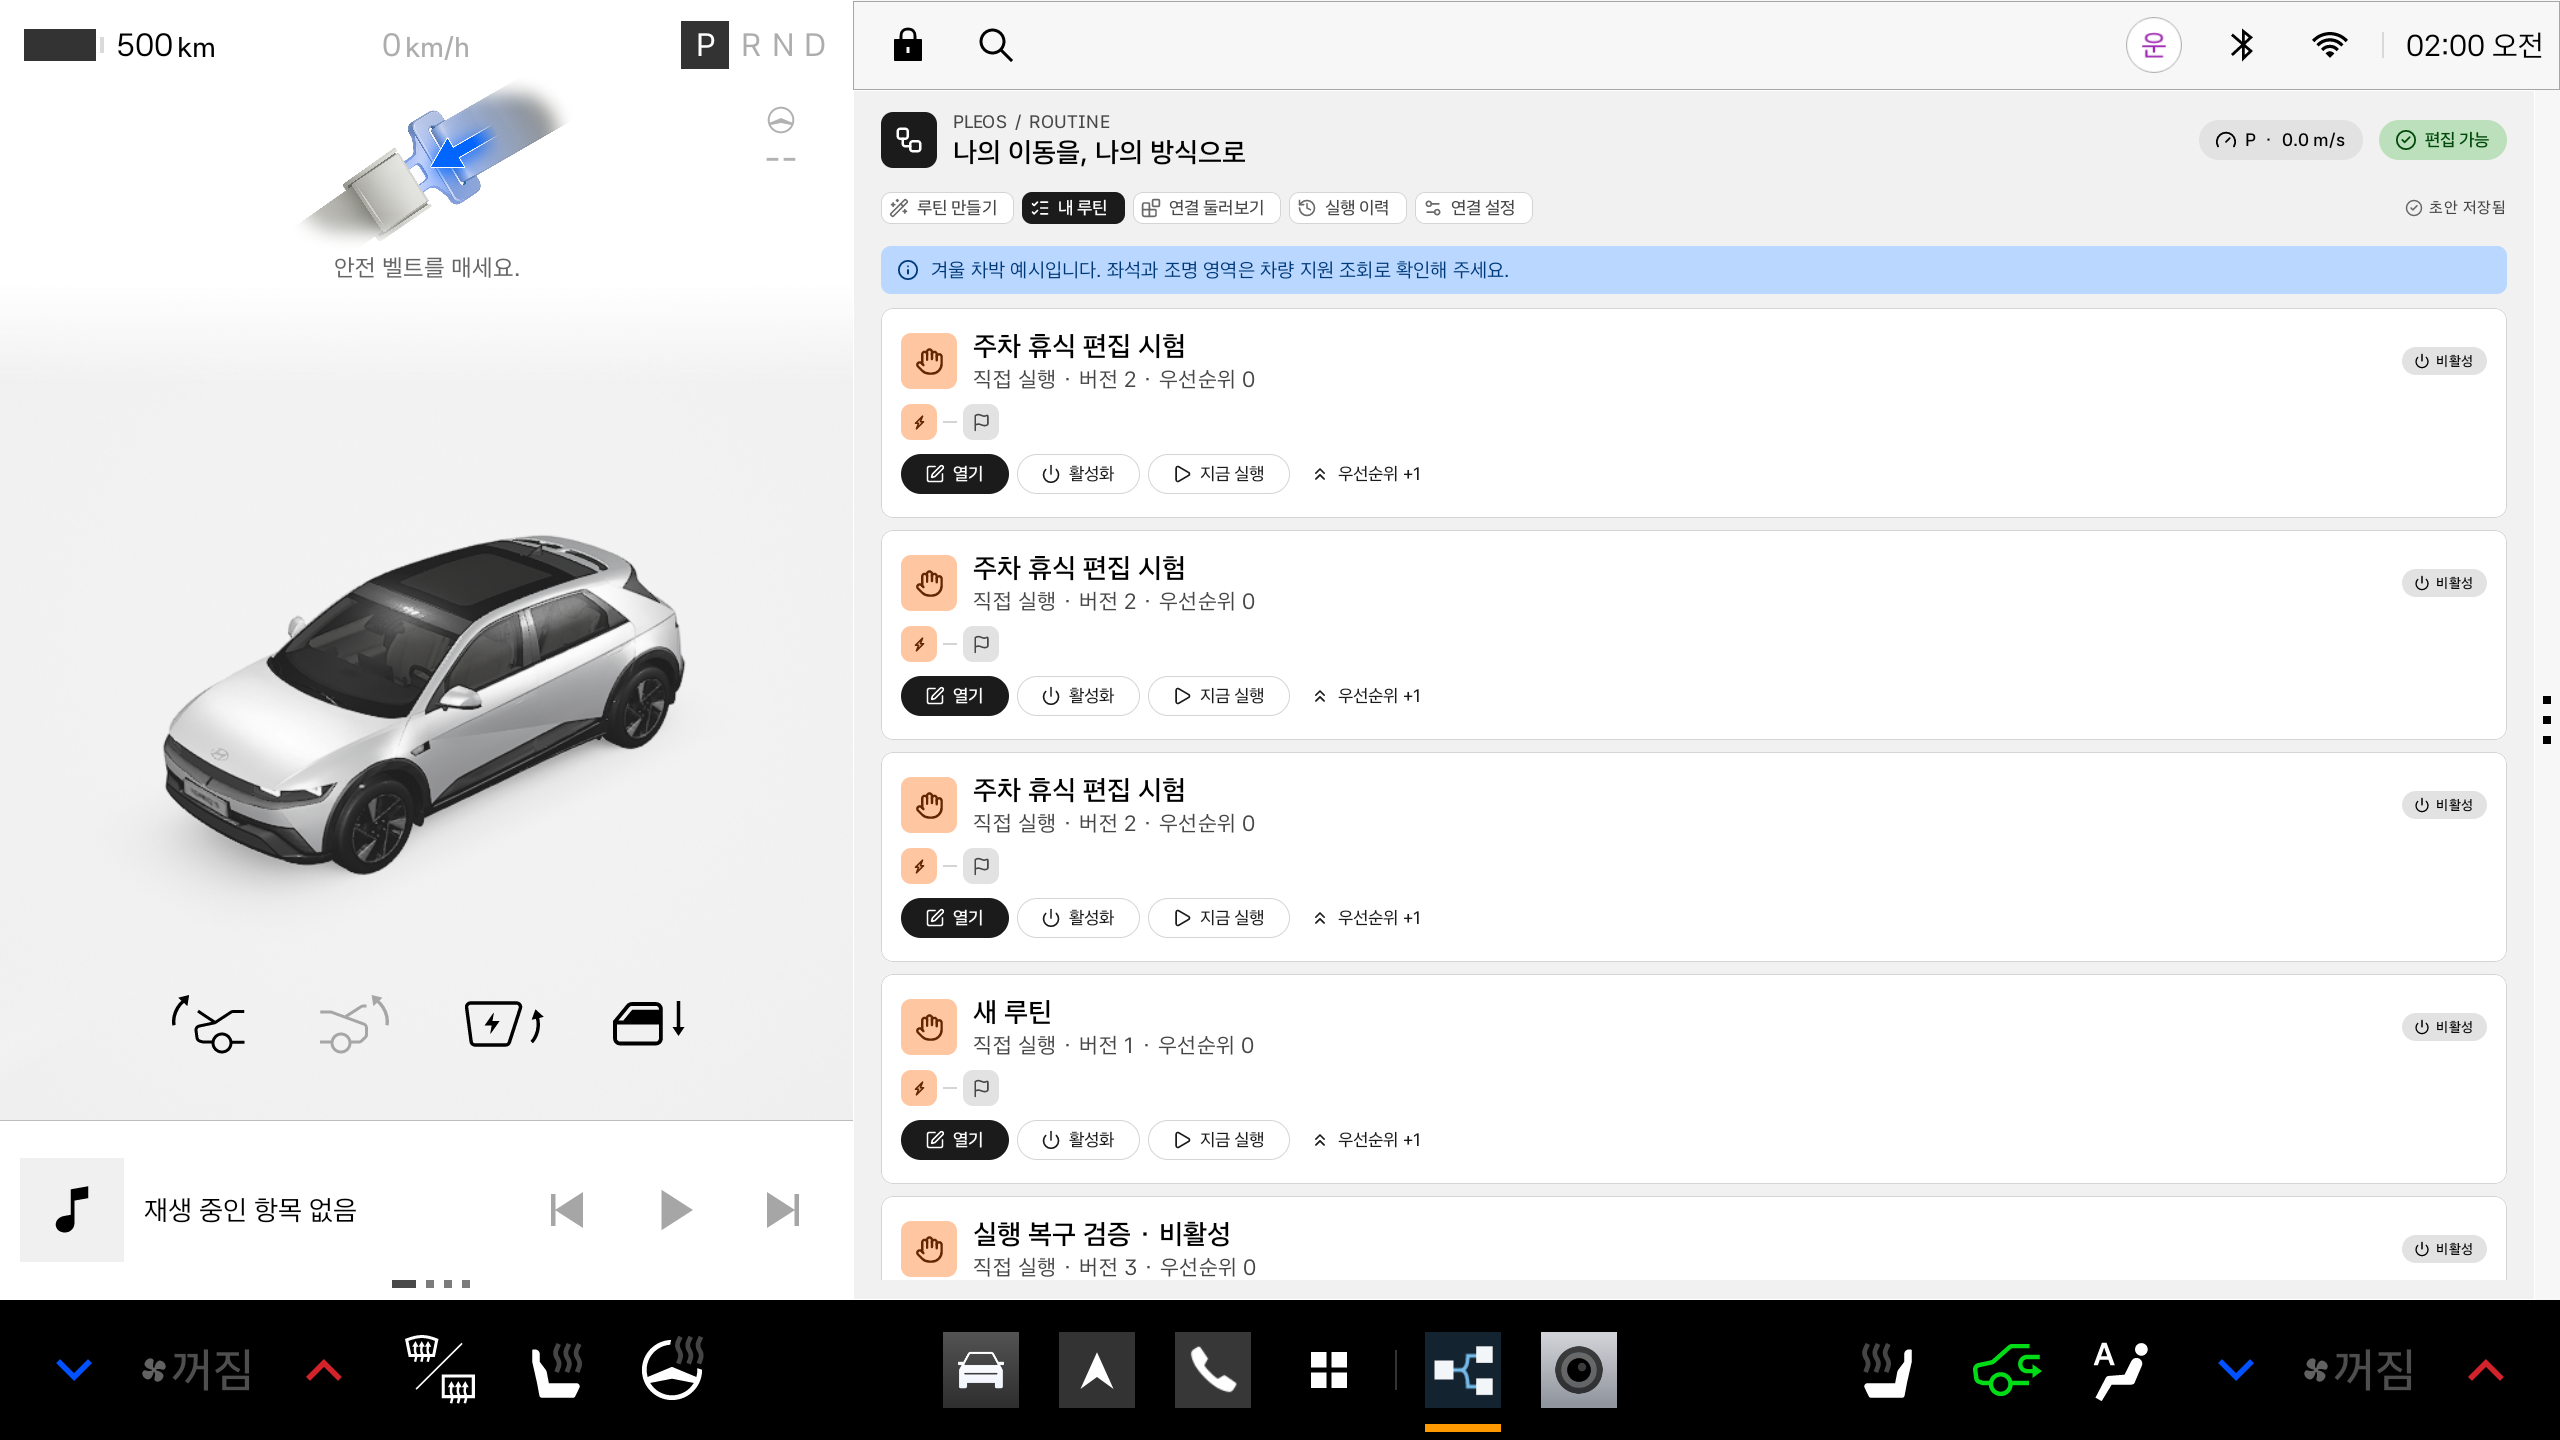 500 km
0 km/h
P R N D
안전 벨트를 매세요.
재생 중인 항목 없음
운
02:00 오전
PLEOS / ROUTINE
나의 이동을, 나의 방식으로
P · 0.0 m/s
편집 가능
루틴 만들기
내 루틴
연결 둘러보기
실행 이력
연결 설정
초안 저장됨
겨울 차박 예시입니다. 좌석과 조명 영역은 차량 지원 조회로 확인해 주세요.
주차 휴식 편집 시험
직접 실행 · 버전 2 · 우선순위 0
비활성
열기
활성화
지금 실행
우선순위 +1
주차 휴식 편집 시험
직접 실행 · 버전 2 · 우선순위 0
비활성
열기
활성화
지금 실행
우선순위 +1
주차 휴식 편집 시험
직접 실행 · 버전 2 · 우선순위 0
비활성
열기
활성화
지금 실행
우선순위 +1
새 루틴
직접 실행 · 버전 1 · 우선순위 0
비활성
열기
활성화
지금 실행
우선순위 +1
실행 복구 검증 · 비활성
직접 실행 · 버전 3 · 우선순위 0
비활성
꺼짐
A
꺼짐